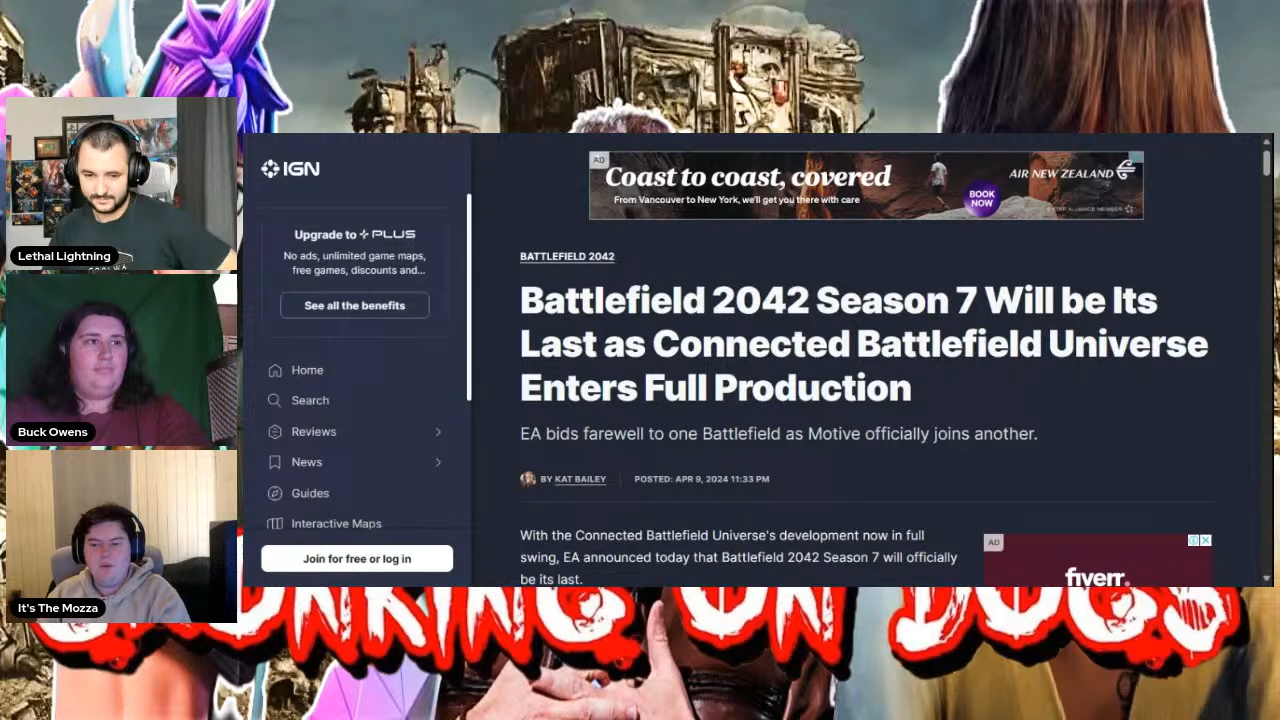 Lethal Lightning
Buck Owens
It's The Mozza
IGN
Upgrade to PLUS
No ads, unlimited game maps,
free games, discounts and...
See all the benefits
Home
Search
Reviews
News
Guides
Interactive Maps
Join for free or log in
AD
Coast to coast, covered
From Vancouver to New York, we'll get you there with care
BOOK
NOW
AIR NEW ZEALAND
A STAR ALLIANCE MEMBER
BATTLEFIELD 2042
Battlefield 2042 Season 7 Will be Its
Last as Connected Battlefield Universe
Enters Full Production
EA bids farewell to one Battlefield as Motive officially joins another.
BY KAT BAILEY
POSTED: APR 9, 2024 11:33 PM
With the Connected Battlefield Universe's development now in full
swing, EA announced today that Battlefield 2042 Season 7 will officially
be its last.
AD
fiverr.
ON DOGS